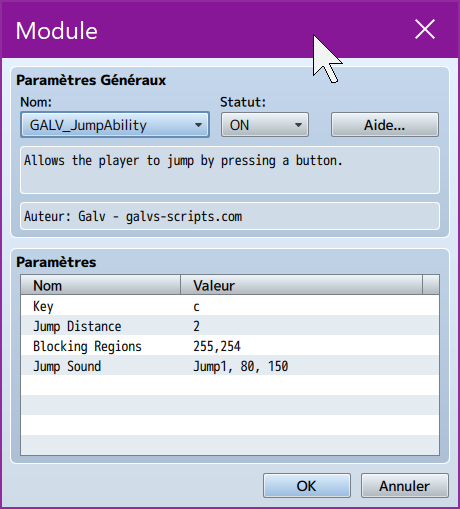 Module
Paramètres Généraux
Nom: Statut:
GALV_JumpAbility ON Aide...
Allows the player to jump by pressing a button.
Auteur: Galv - galvs-scripts.com
Paramètres
Nom Valeur
Key c
Jump Distance 2
Blocking Regions 255,254
Jump Sound Jump1, 80, 150
OK Annuler